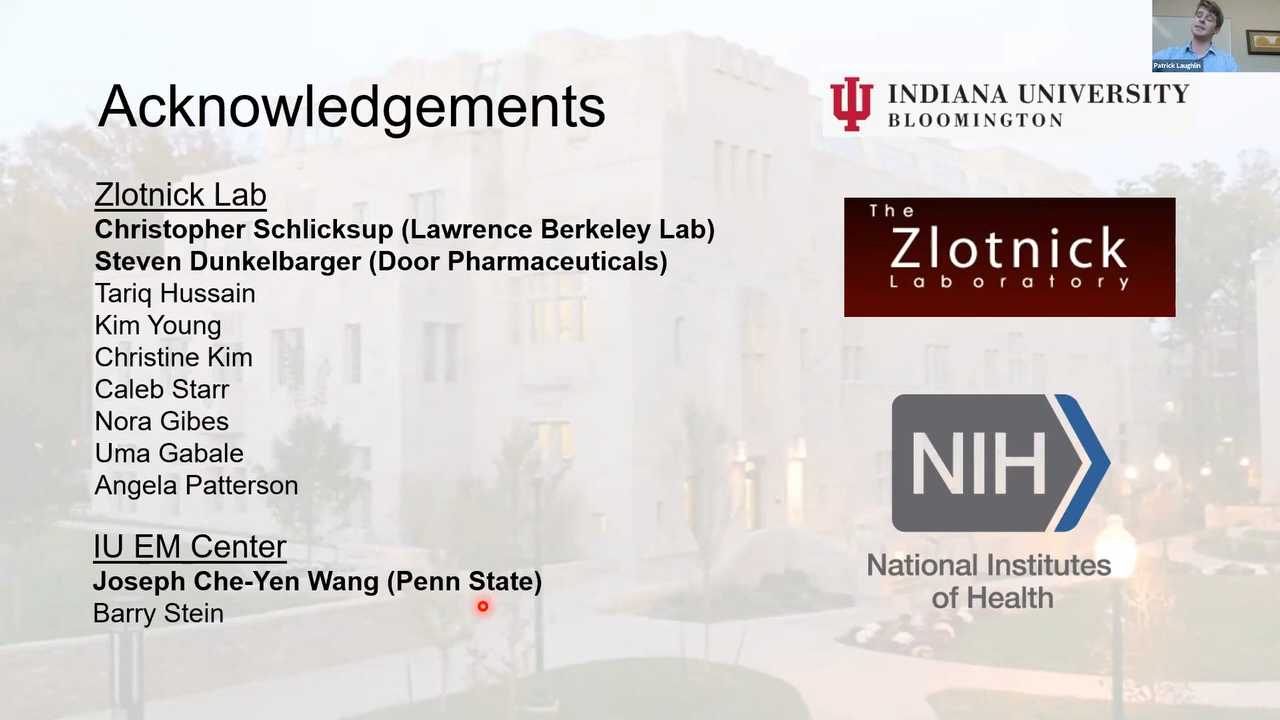 Acknowledgements
Zlotnick Lab
Christopher Schlicksup (Lawrence Berkeley Lab)
Steven Dunkelbarger (Door Pharmaceuticals)
Tariq Hussain
Kim Young
Christine Kim
Caleb Starr
Nora Gibes
Uma Gabale
Angela Patterson
IU EM Center
Joseph Che-Yen Wang (Penn State)
Barry Stein
Patrick Laughlin
INDIANA UNIVERSITY
BLOOMINGTON
The
Zlotnick
Laboratory
NIH
National Institutes
of Health